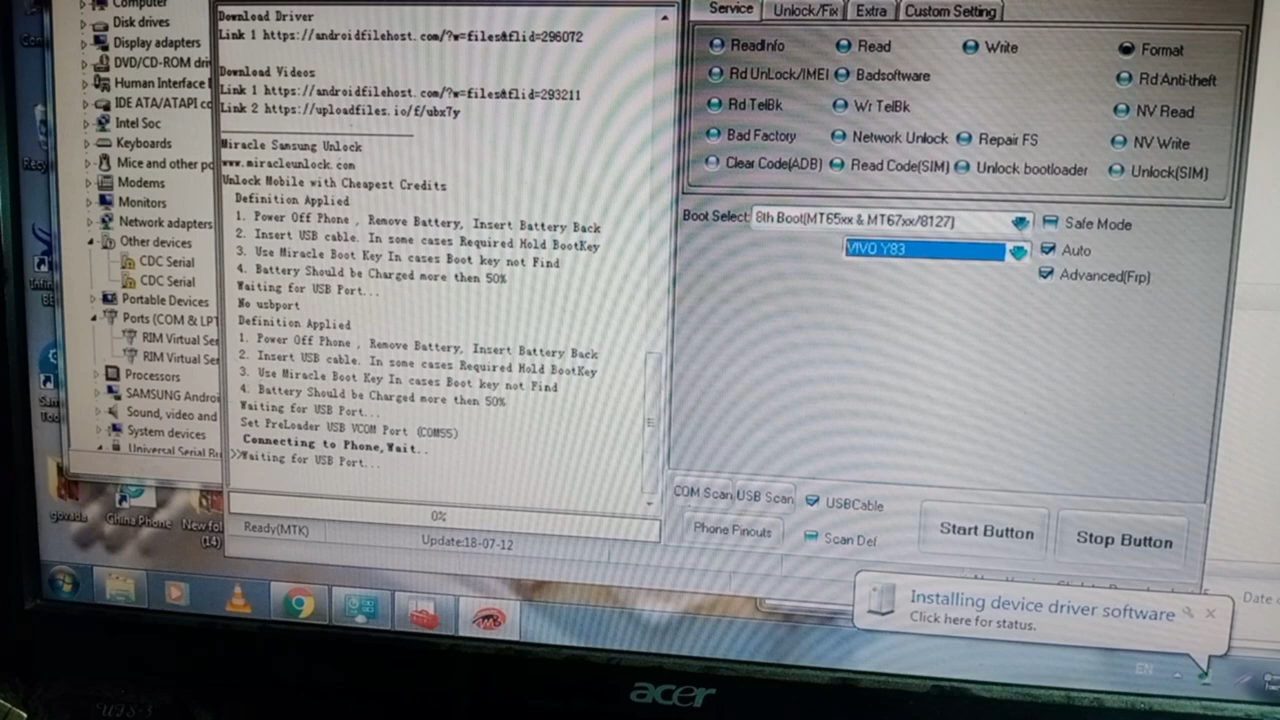 Computer
Disk drives
Display adapters
DVD/CD-ROM dri
Human Interface
IDE ATA/ATAPI co
Intel Soc
Keyboards
Mice and other po
Modems
Monitors
Network adapters
Other devices
CDC Serial
CDC Serial
Portable Devices
Ports (COM & LPT
RIM Virtual Ser
RIM Virtual Ser
Processors
SAMSUNG Androi
Sound, video and
System devices
Universal Serial Bu
Download Driver
Link 1 https://androidfilehost.com/?w=files&flid=296072
Download Videos
Link 1 https://androidfilehost.com/?w=files&flid=293211
Link 2 https://uploadfiles.io/f/ubx7y
Miracle Samsung Unlock
www.miracleunlock.com
Unlock Mobile with Cheapest Credits
Definition Applied
1. Power Off Phone , Remove Battery, Insert Battery Back
2. Insert USB cable. In some cases Required Hold BootKey
3. Use Miracle Boot Key In cases Boot key not Find
4. Battery Should be Charged more then 50%
Waiting for USB Port...
No usbport
Definition Applied
1. Power Off Phone , Remove Battery, Insert Battery Back
2. Insert USB cable. In some cases Required Hold BootKey
3. Use Miracle Boot Key In cases Boot key not Find
4. Battery Should be Charged more then 50%
Waiting for USB Port...
Set PreLoader USB VCOM Port (COM55)
Connecting to Phone,Wait..
>>Waiting for USB Port...
0%
Ready(MTK)
Update:18-07-12
Service Unlock/Fix Extra Custom Setting
ReadInfo Read Write Format
Rd UnLock/IMEI Badsoftware Rd Anti-theft
Rd TelBk Wr TelBk NV Read
Bad Factory Network Unlock Repair FS NV Write
Clear Code(ADB) Read Code(SIM) Unlock bootloader Unlock(SIM)
Boot Select: 8th Boot(MT65xx & MT67xx/8127) Safe Mode
VIVO Y83 Auto
Advanced(Frp)
COM Scan USB Scan USBCable
Phone Pinouts Scan Def
Start Button Stop Button
govada
China Phone
New fol
(14)
Installing device driver software
Click here for status.
Date
EN
acer